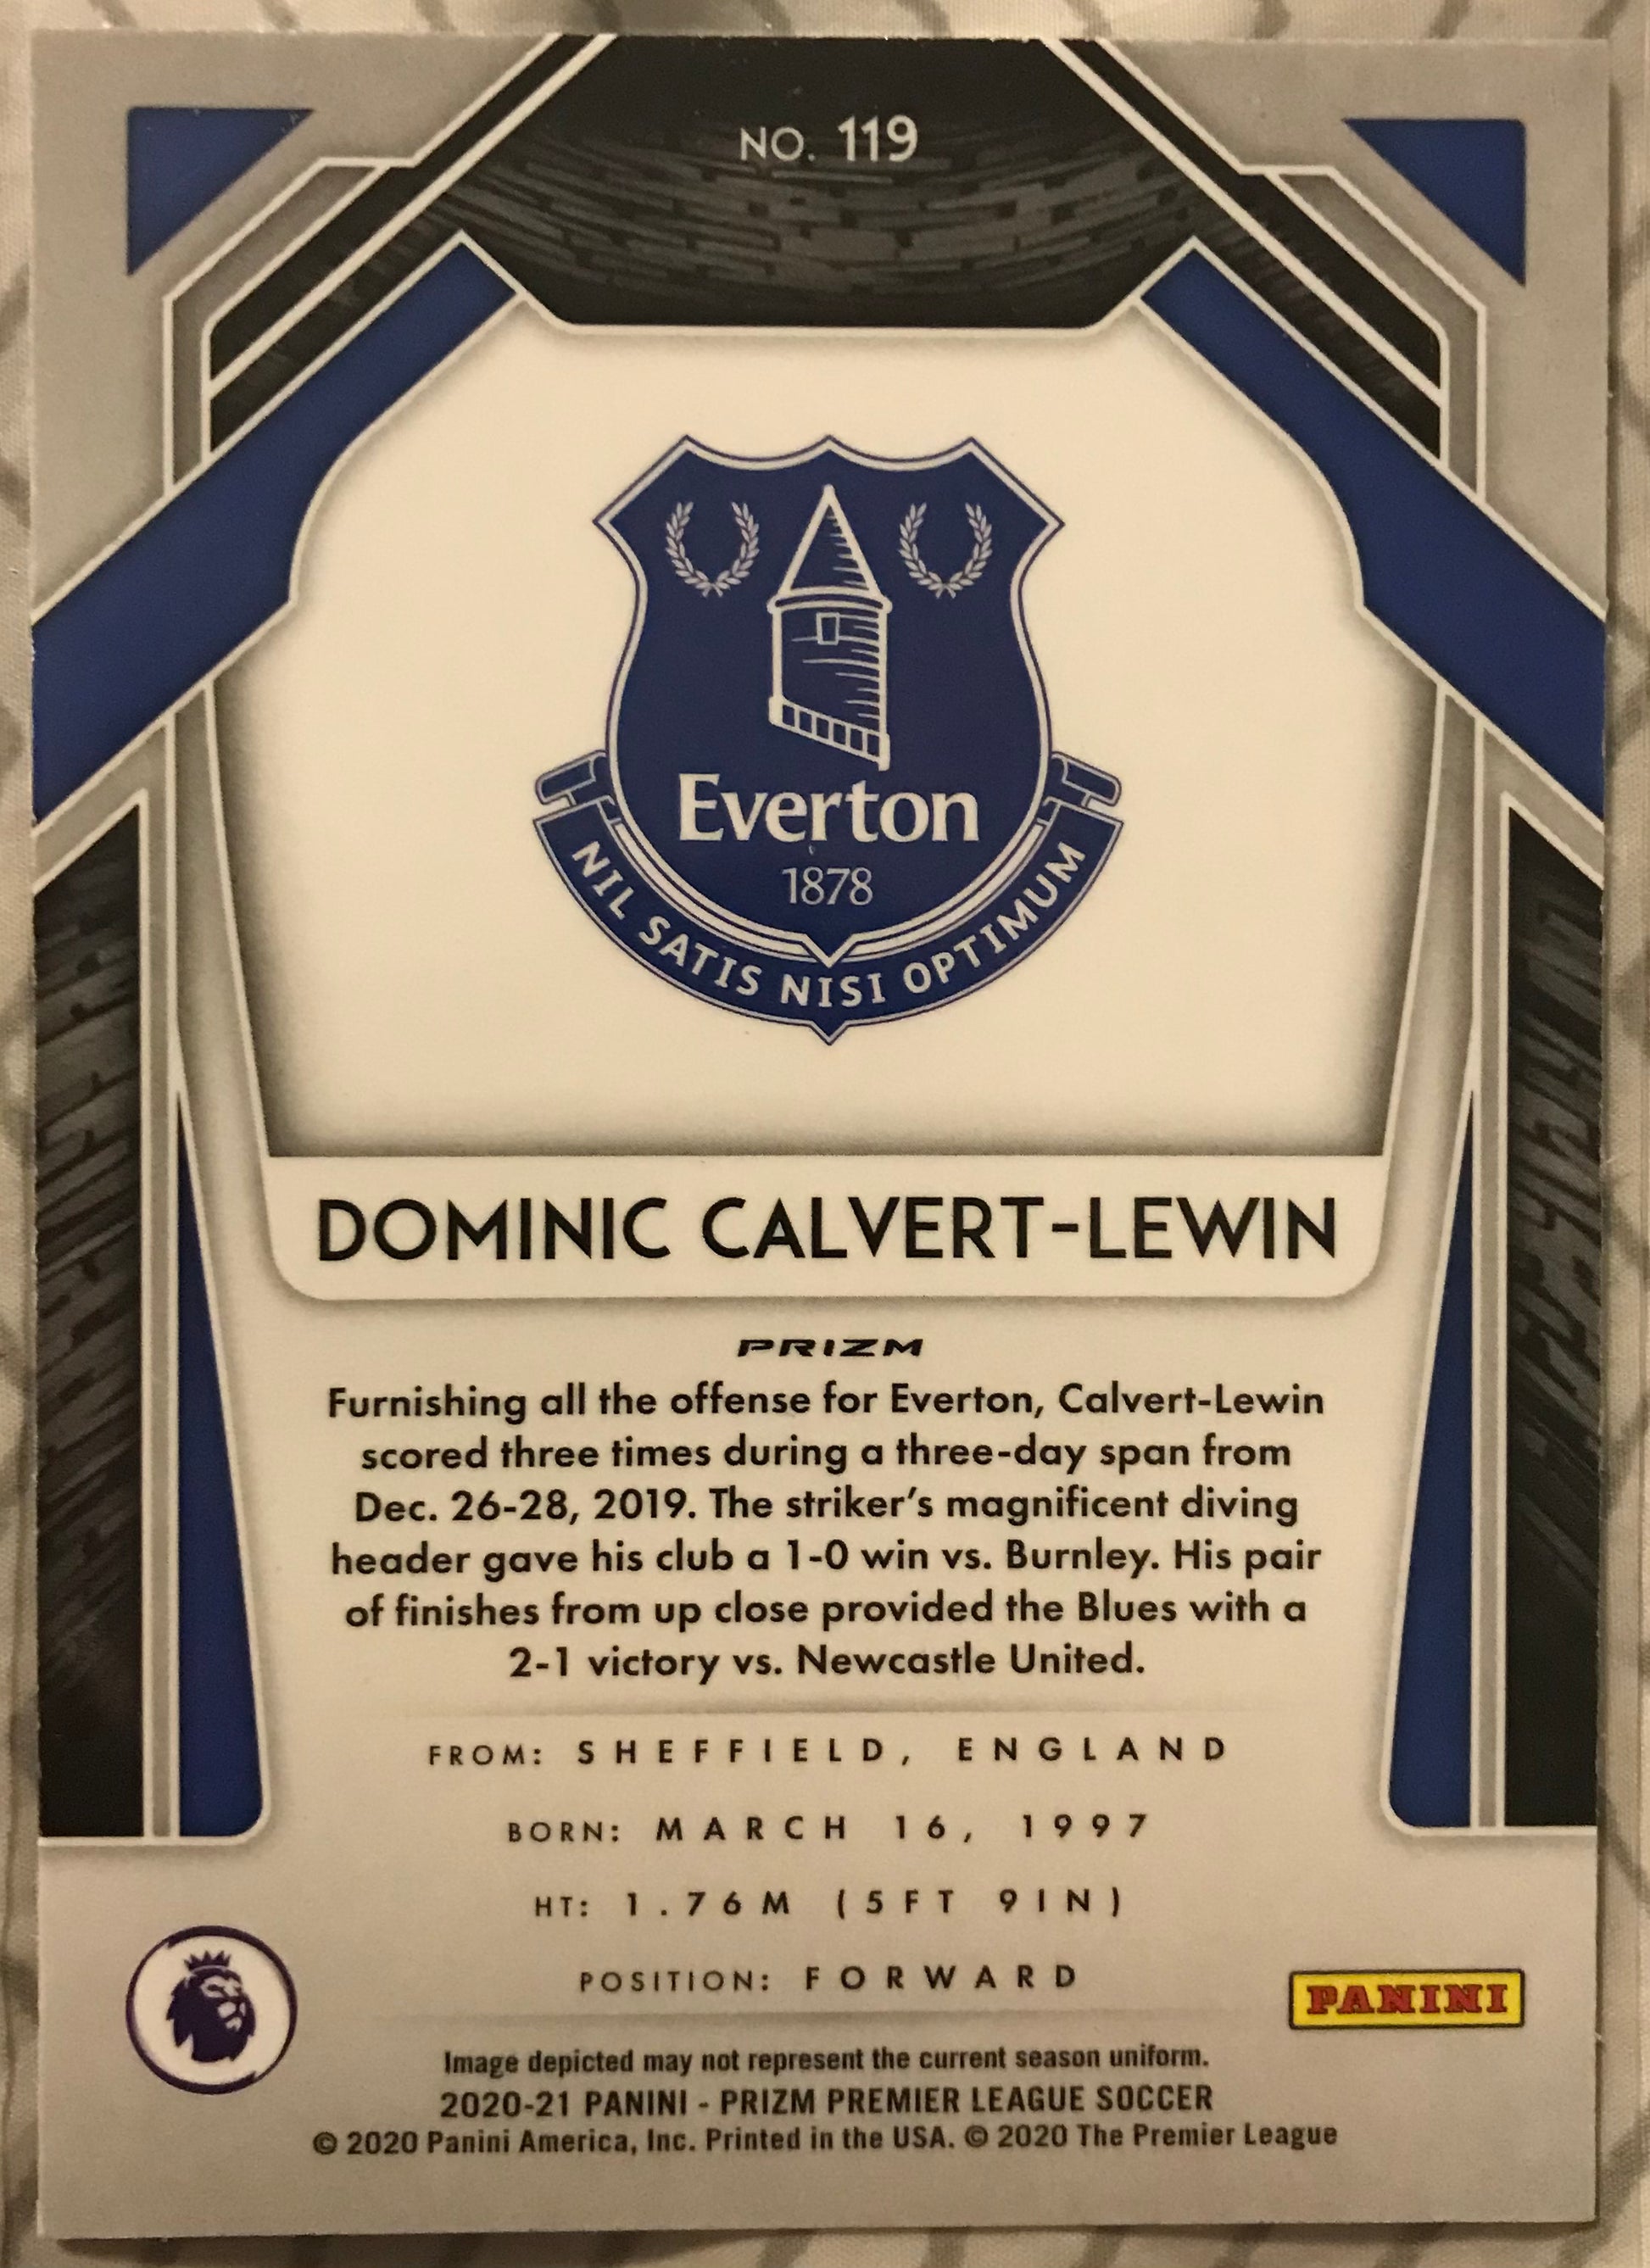 NO. 119
Everton
1878
NIL SATIS NISI OPTIMUM
DOMINIC CALVERT-LEWIN
PRIZM
Furnishing all the offense for Everton, Calvert-Lewin
scored three times during a three-day span from
Dec. 26-28, 2019. The striker's magnificent diving
header gave his club a 1-0 win vs. Burnley. His pair
of finishes from up close provided the Blues with a
2-1 victory vs. Newcastle United.
FROM: SHEFFIELD, ENGLAND
BORN: MARCH 16, 1997
HT: 1.76M (5FT 9IN)
POSITION: FORWARD
PANINI
Image depicted may not represent the current season uniform.
2020-21 PANINI - PRIZM PREMIER LEAGUE SOCCER
© 2020 Panini America, Inc. Printed in the USA. © 2020 The Premier League